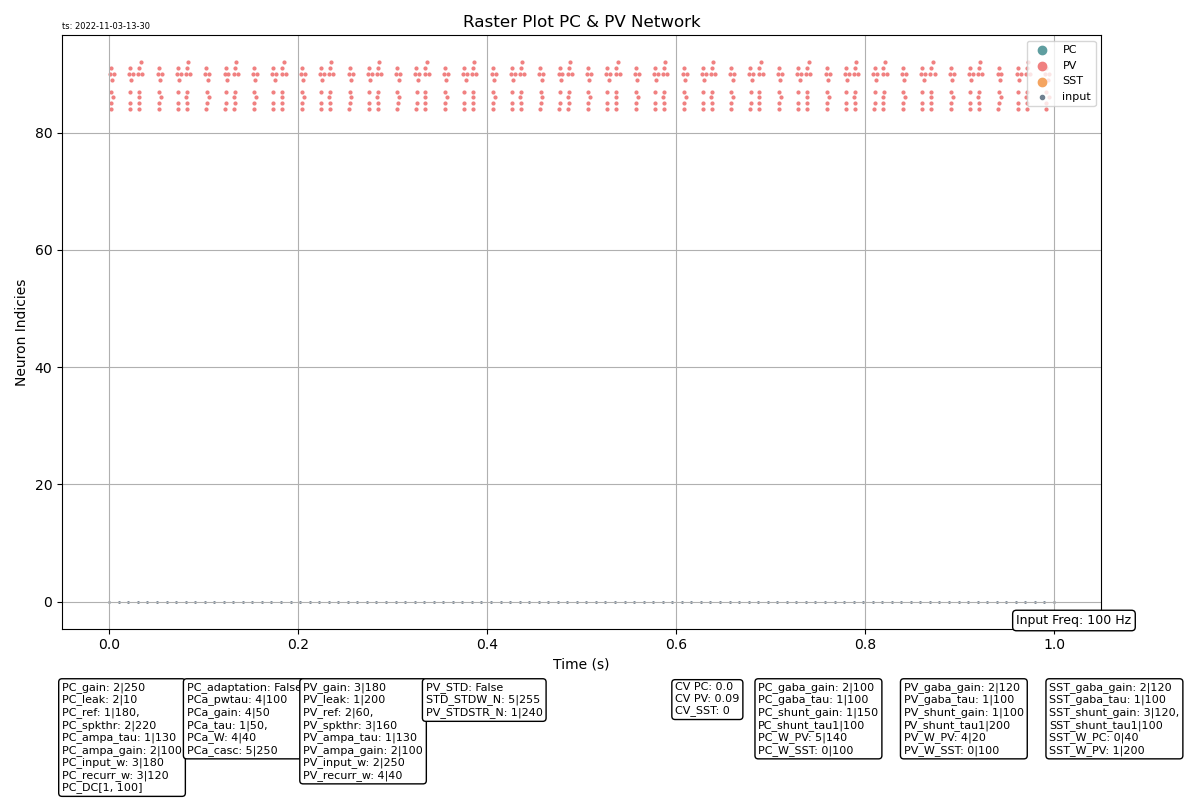 ts: 2022-11-03-13-30
Raster Plot PC & PV Network
PC
PV
SST
input
80
60
40
20
0
Neuron Indicies
Input Freq: 100 Hz
0.0 0.2 0.4 0.6 0.8 1.0
Time (s)
PC_gain: 2|250
PC_leak: 2|10
PC_ref: 1|180,
PC_spkthr: 2|220
PC_ampa_tau: 1|130
PC_ampa_gain: 2|100
PC_input_w: 3|180
PC_recurr_w: 3|120
PC_DC[1, 100]
PC_adaptation: False
PCa_pwtau: 4|100
PCa_gain: 4|50
PCa_tau: 1|50,
PCa_W: 4|40
PCa_casc: 5|250
PV_gain: 3|180
PV_leak: 1|200
PV_ref: 2|60,
PV_spkthr: 3|160
PV_ampa_tau: 1|130
PV_ampa_gain: 2|100
PV_input_w: 2|250
PV_recurr_w: 4|40
PV_STD: False
STD_STDW_N: 5|255
PV_STDSTR_N: 1|240
CV PC: 0.0
CV PV: 0.09
CV_SST: 0
PC_gaba_gain: 2|100
PC_gaba_tau: 1|100
PC_shunt_gain: 1|150
PC_shunt_tau1|100
PC_W_PV: 5|140
PC_W_SST: 0|100
PV_gaba_gain: 2|120
PV_gaba_tau: 1|100
PV_shunt_gain: 1|100
PV_shunt_tau1|200
PV_W_PV: 4|20
PV_W_SST: 0|100
SST_gaba_gain: 2|120
SST_gaba_tau: 1|100
SST_shunt_gain: 3|120,
SST_shunt_tau1|100
SST_W_PC: 0|40
SST_W_PV: 1|200